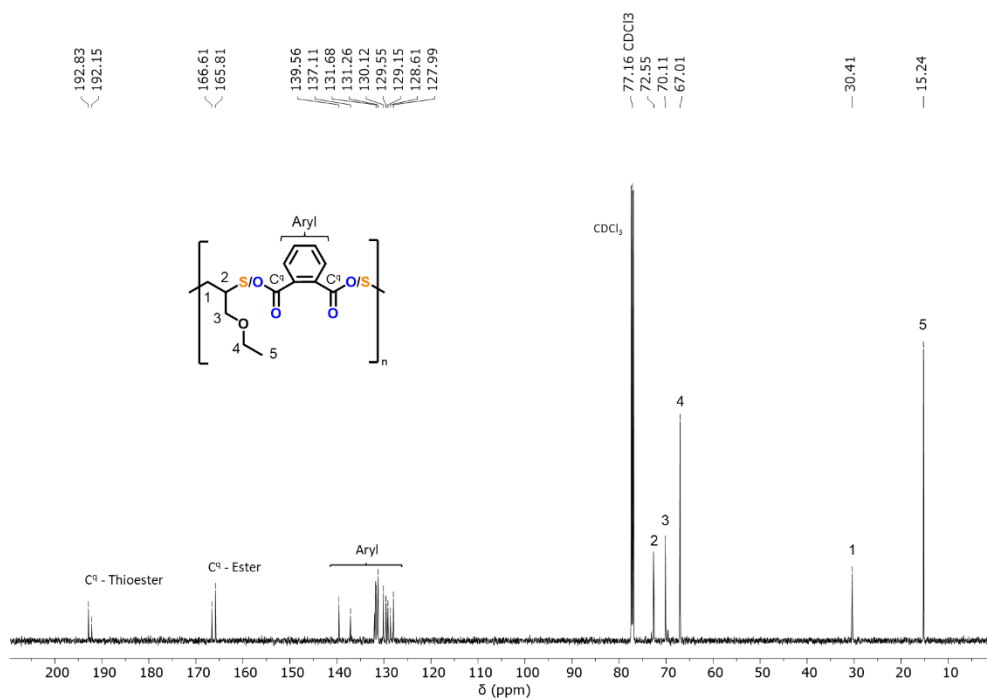 192.83
192.15
166.61
165.81
139.56
137.11
131.68
131.26
130.12
129.55
129.15
128.61
127.99
77.16 CDCl3
72.55
70.11
67.01
30.41
15.24
Aryl
2
S/O
Cq
Cq
O/S
1
O
O
3
O
4
5
n
CDCl₃
5
4
3
2
1
Aryl
Cq - Ester
Cq - Thioester
200 190 180 170 160 150 140 130 120 110 100 90 80 70 60 50 40 30 20 10
δ (ppm)